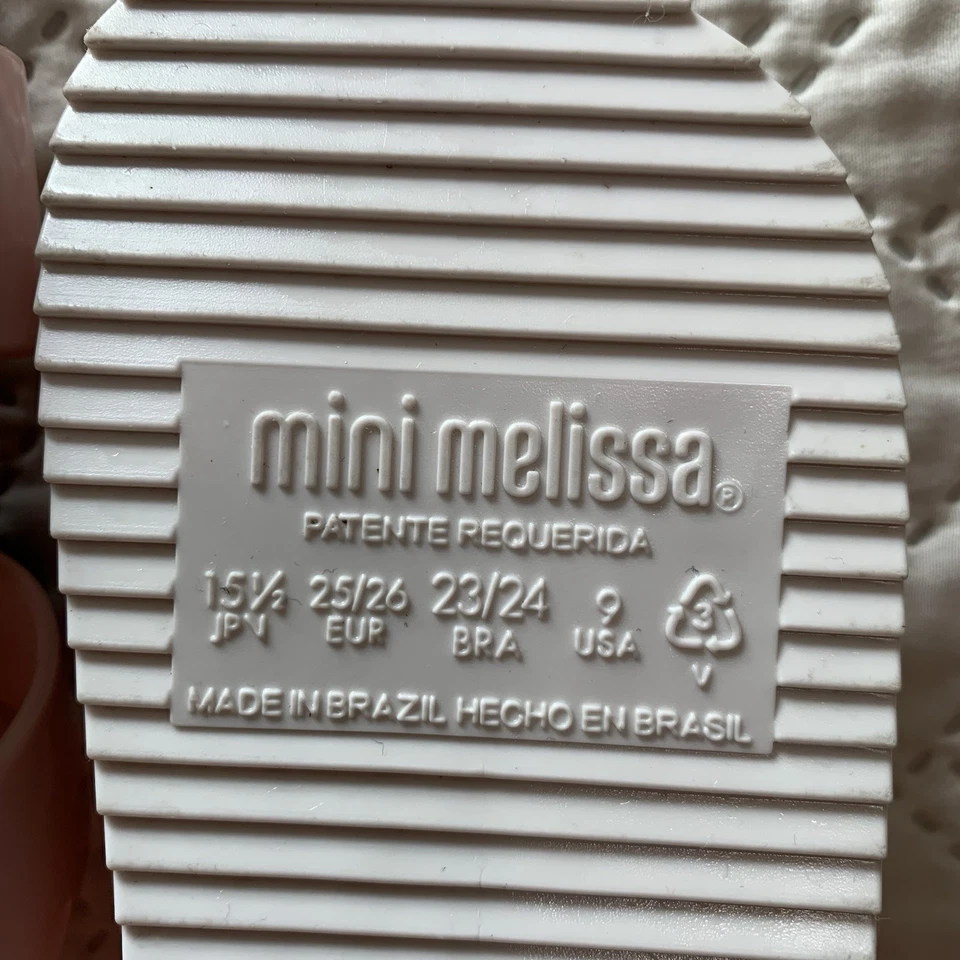 mini melissa ®
PATENTE REQUERIDA
15½ 25/26 23/24 9 3
JPN EUR BRA USA V
MADE IN BRAZIL HECHO EN BRASIL